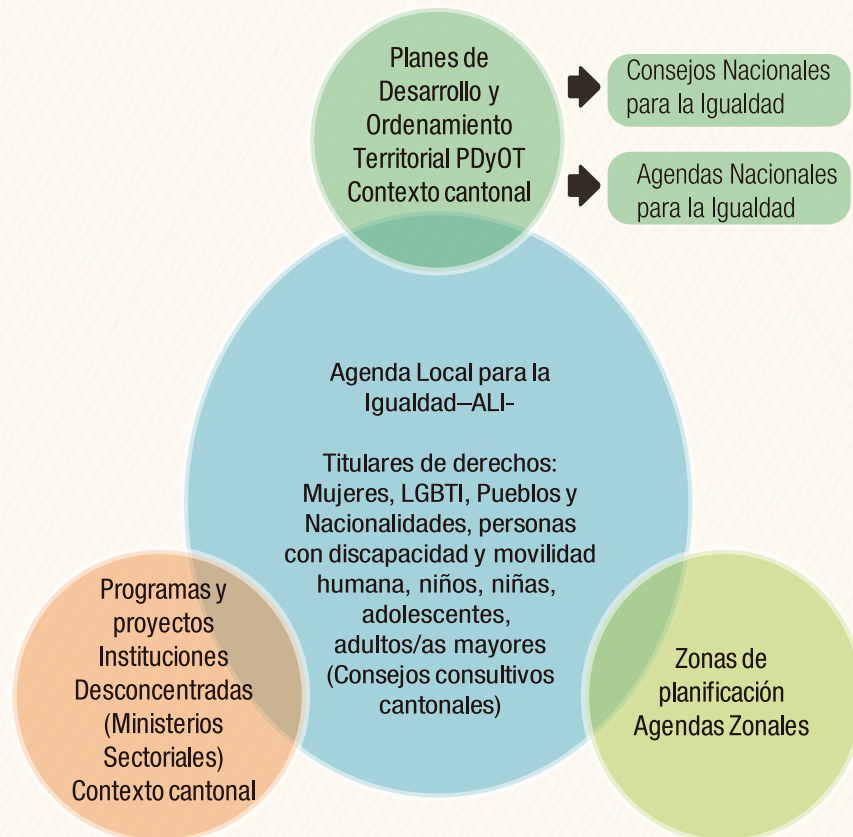 Planes de
Desarrollo y
Ordenamiento
Territorial PDyOT
Contexto cantonal
Consejos Nacionales
para la Igualdad
Agendas Nacionales
para la Igualdad
Agenda Local para la
Igualdad–ALI-
Titulares de derechos:
Mujeres, LGBTI, Pueblos y
Nacionalidades, personas
con discapacidad y movilidad
humana, niños, niñas,
adolescentes,
adultos/as mayores
(Consejos consultivos
cantonales)
Programas y
proyectos
Instituciones
Desconcentradas
(Ministerios
Sectoriales)
Contexto cantonal
Zonas de
planificación
Agendas Zonales